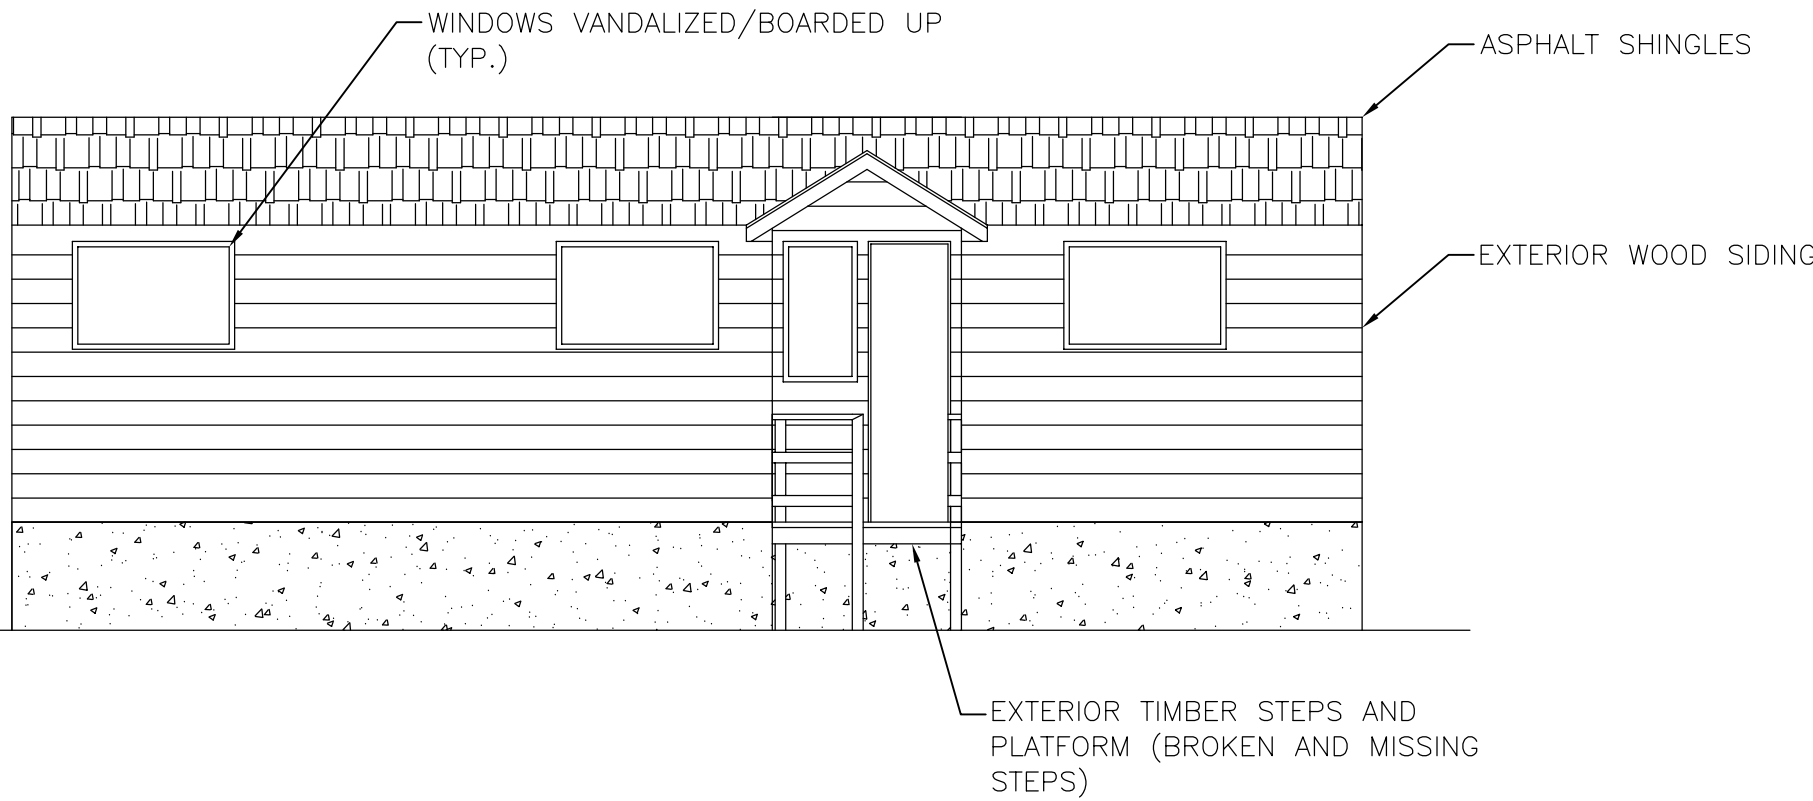 WINDOWS VANDALIZED/BOARDED UP
(TYP.)
ASPHALT SHINGLES
EXTERIOR WOOD SIDING
EXTERIOR TIMBER STEPS AND
PLATFORM (BROKEN AND MISSING
STEPS)